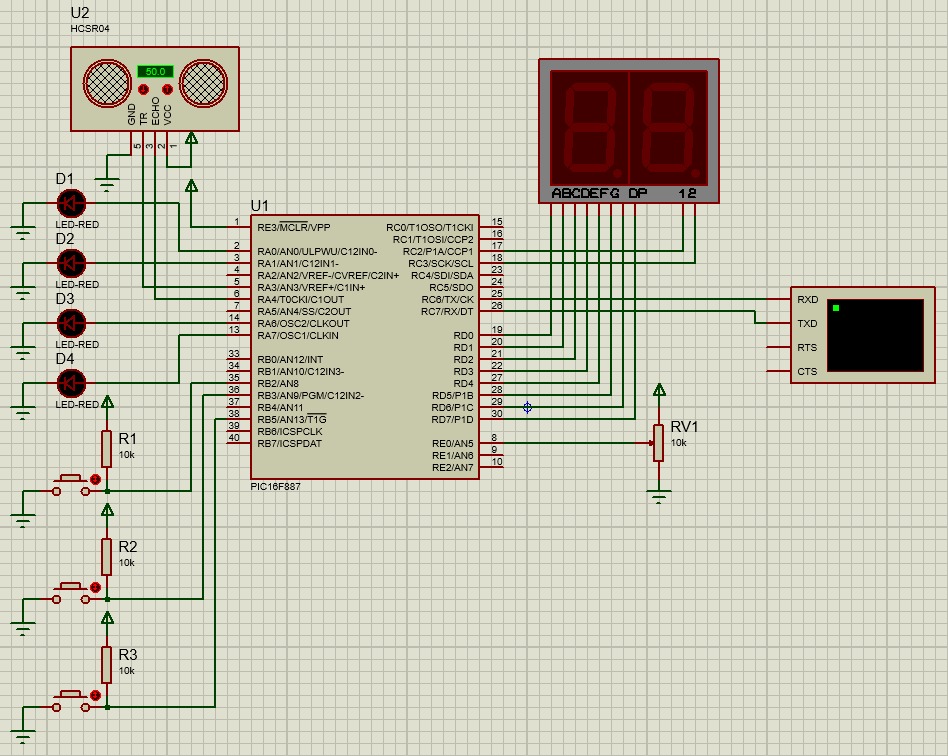 U2
HCSR04
50.0
GND
TR
ECHO
VCC
5
3
2
1
D1
LED-RED
D2
LED-RED
D3
LED-RED
D4
LED-RED
U1
1 RE3/MCLR/VPP
2 RA0/AN0/ULPWU/C12IN0-
3 RA1/AN1/C12IN1-
4 RA2/AN2/VREF-/CVREF/C2IN+
5 RA3/AN3/VREF+/C1IN+
6 RA4/T0CKI/C1OUT
7 RA5/AN4/SS/C2OUT
14 RA6/OSC2/CLKOUT
13 RA7/OSC1/CLKIN
33 RB0/AN12/INT
34 RB1/AN10/C12IN3-
35 RB2/AN8
36 RB3/AN9/PGM/C12IN2-
37 RB4/AN11
38 RB5/AN13/T1G
39 RB6/ICSPCLK
40 RB7/ICSPDAT
RC0/T1OSO/T1CKI 15
RC1/T1OSI/CCP2 16
RC2/P1A/CCP1 17
RC3/SCK/SCL 18
RC4/SDI/SDA 23
RC5/SDO 24
RC6/TX/CK 25
RC7/RX/DT 26
RD0 19
RD1 20
RD2 21
RD3 22
RD4 27
RD5/P1B 28
RD6/P1C 29
RD7/P1D 30
RE0/AN5 8
RE1/AN6 9
RE2/AN7 10
PIC16F887
ABCDEFG DP 12
RXD
TXD
RTS
CTS
RV1
10k
R1
10k
R2
10k
R3
10k